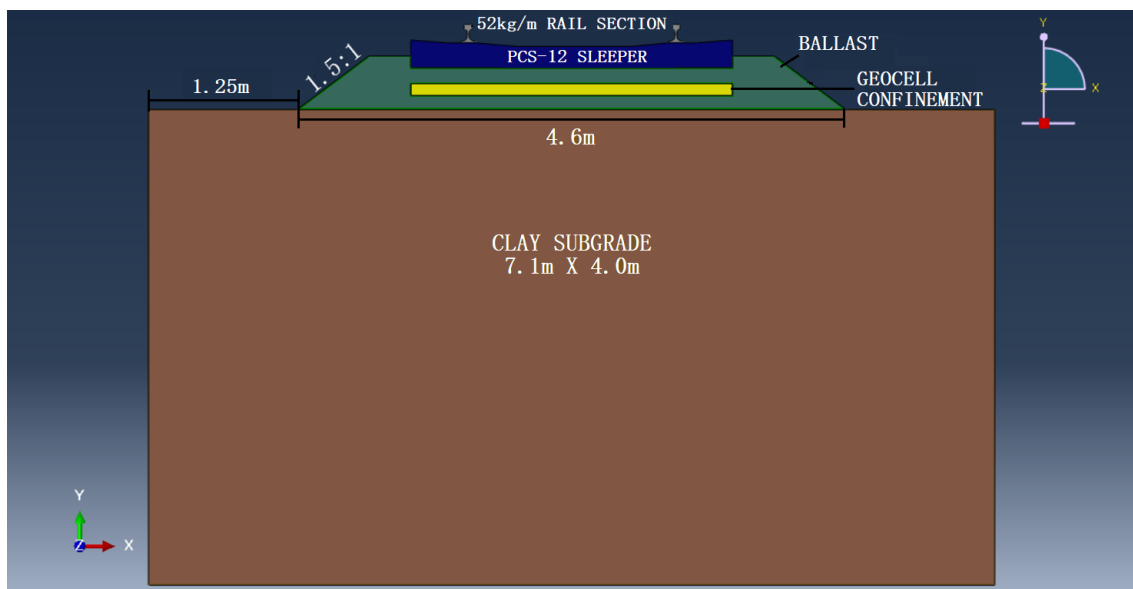 52kg/m RAIL SECTION
BALLAST
PCS-12 SLEEPER
1.5:1
1.25m
GEOCELL
CONFINEMENT
4.6m
CLAY SUBGRADE
7.1m X 4.0m
Y
Z
X
Y
Z
X